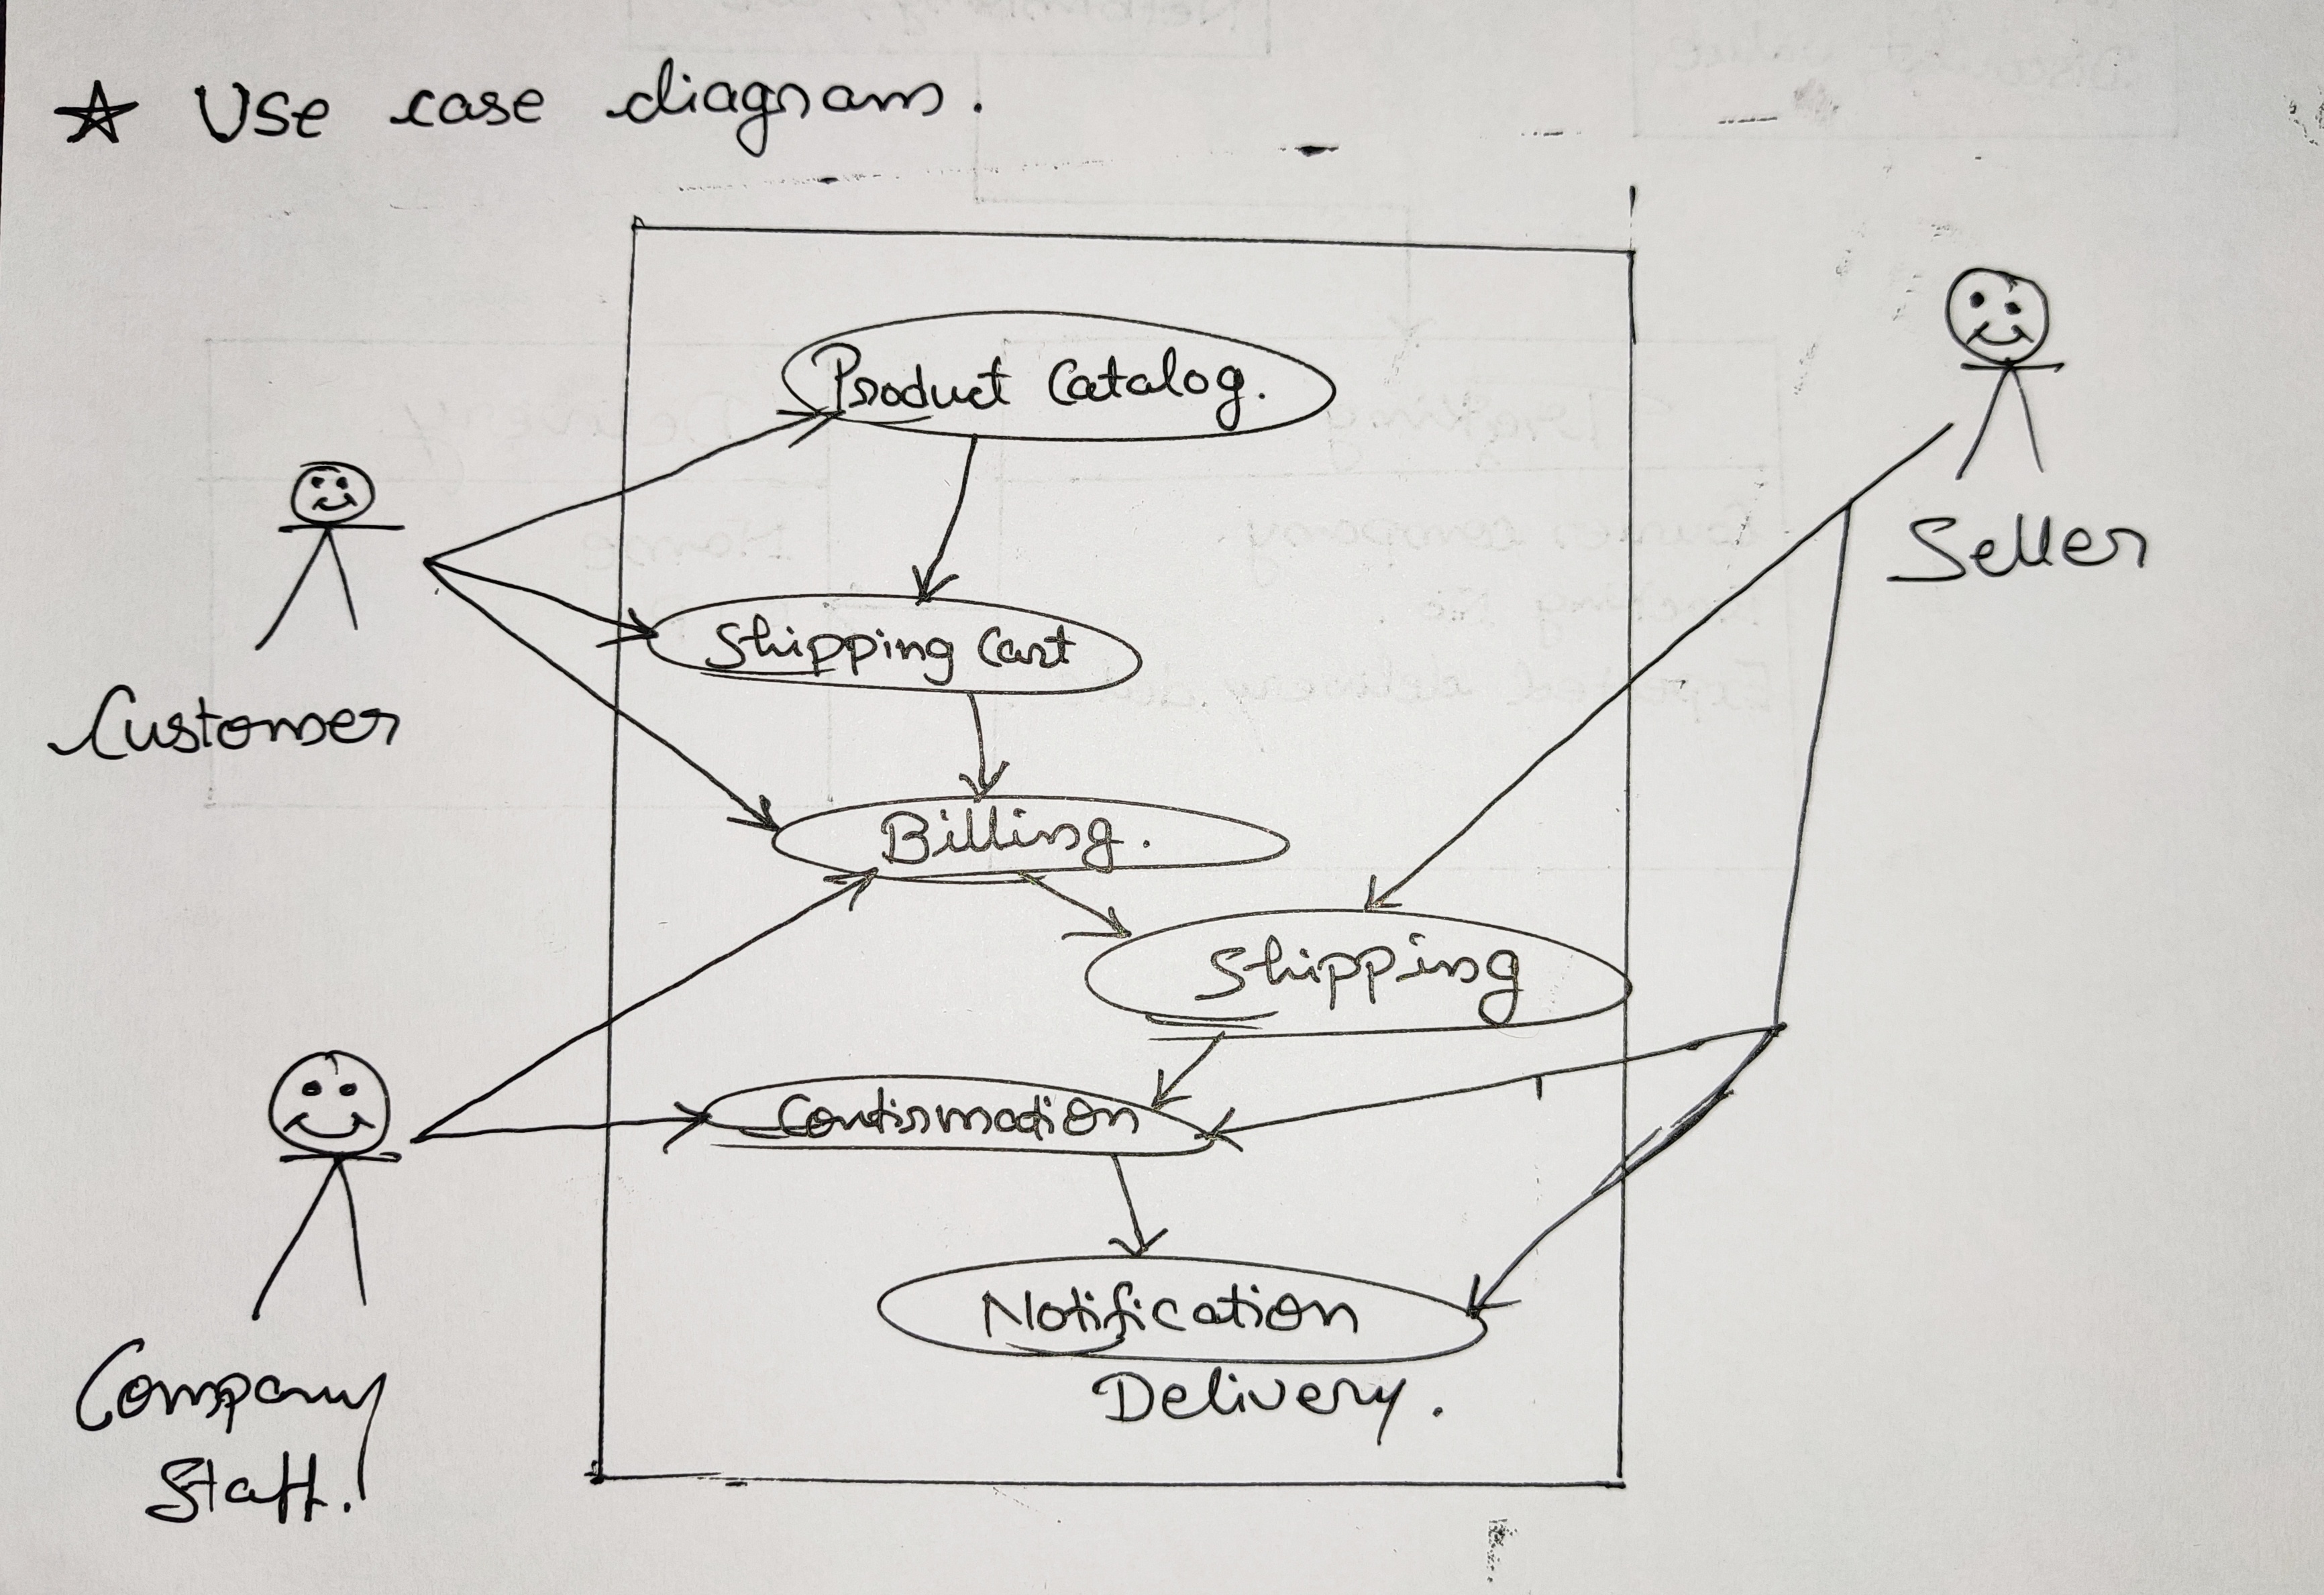 ☆ Use case diagram.
Product Catalog.
Seller
Shipping Cart
Customer
Billing.
Shipping
Confirmation
Notification
Delivery.
Company
Staff.